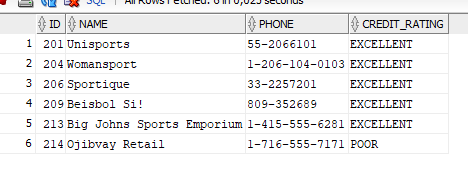 SQL | All Rows Fetched: 6 in 0,025 seconds
ID NAME PHONE CREDIT_RATING
1 201 Unisports 55-2066101 EXCELLENT
2 204 Womansport 1-206-104-0103 EXCELLENT
3 206 Sportique 33-2257201 EXCELLENT
4 209 Beisbol Si! 809-352689 EXCELLENT
5 213 Big Johns Sports Emporium 1-415-555-6281 EXCELLENT
6 214 Ojibvay Retail 1-716-555-7171 POOR